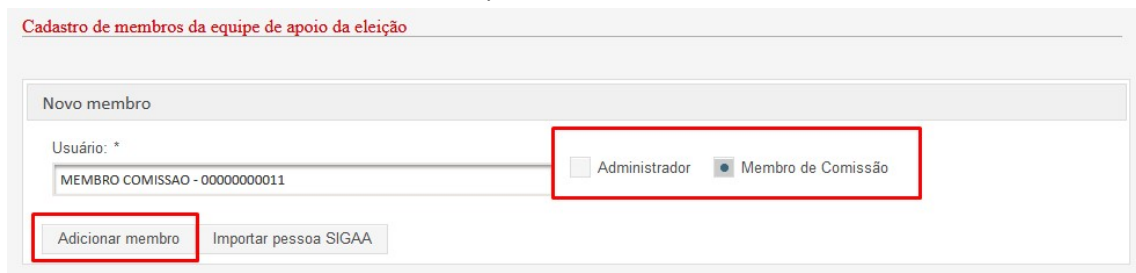 Cadastro de membros da equipe de apoio da eleição
Novo membro
Usuário: *
MEMBRO COMISSAO - 00000000011
Administrador Membro de Comissão
Adicionar membro Importar pessoa SIGAA